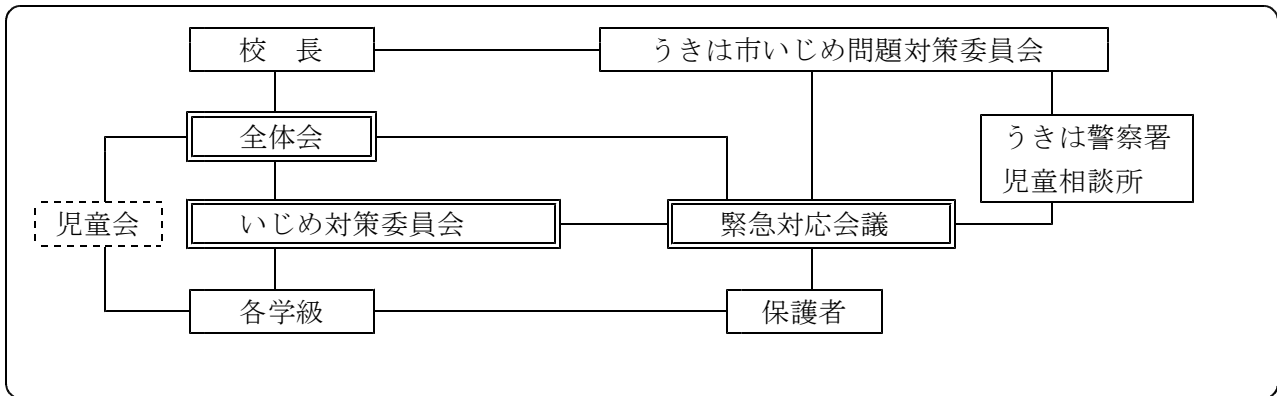 校　長
うきは市いじめ問題対策委員会
全体会
うきは警察署
児童相談所
児童会
いじめ対策委員会
緊急対応会議
各学級
保護者